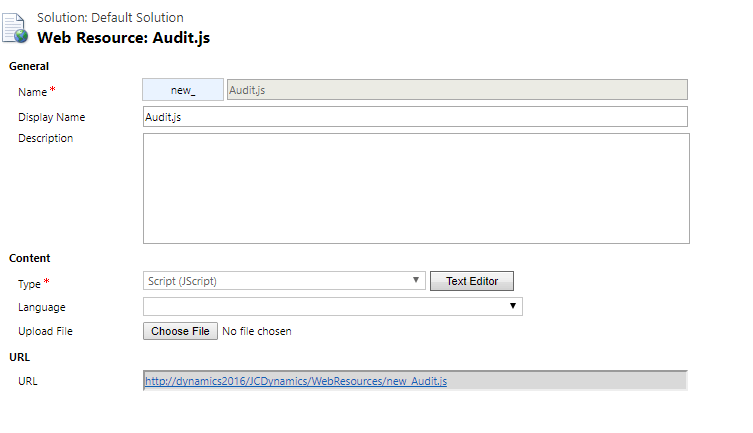 Solution: Default Solution
Web Resource: Audit.js
General
Name * new_ Audit.js
Display Name Audit.js
Description
Content
Type * Script (JScript) Text Editor
Language
Upload File Choose File No file chosen
URL
URL http://dynamics2016/JCDynamics/WebResources/new_Audit.js